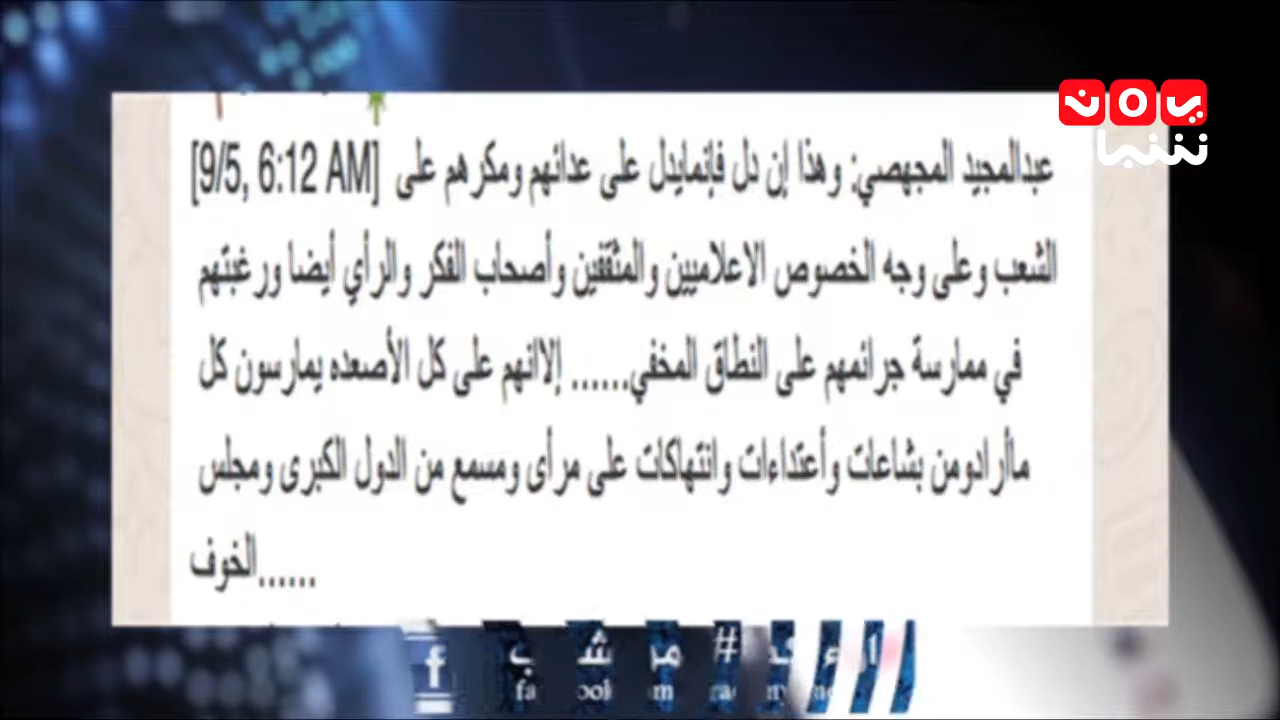 يمن
شباب
[9/5, 6:12 AM] عبدالمجيد المجهصي: وهذا إن دل فإنمايدل على عدائهم ومكرهم على
الشعب وعلى وجه الخصوص الاعلاميين والمثقفين وأصحاب الفكر والرأي أيضا ورغبتهم
في ممارسة جرائمهم على النطاق المخفي...... إلاانهم على كل الأصعده يمارسون كل
ماأرادومن بشاعات وأعتداءات وانتهاكات على مرأى ومسمع من الدول الكبرى ومجلس
الخوف......
f
#